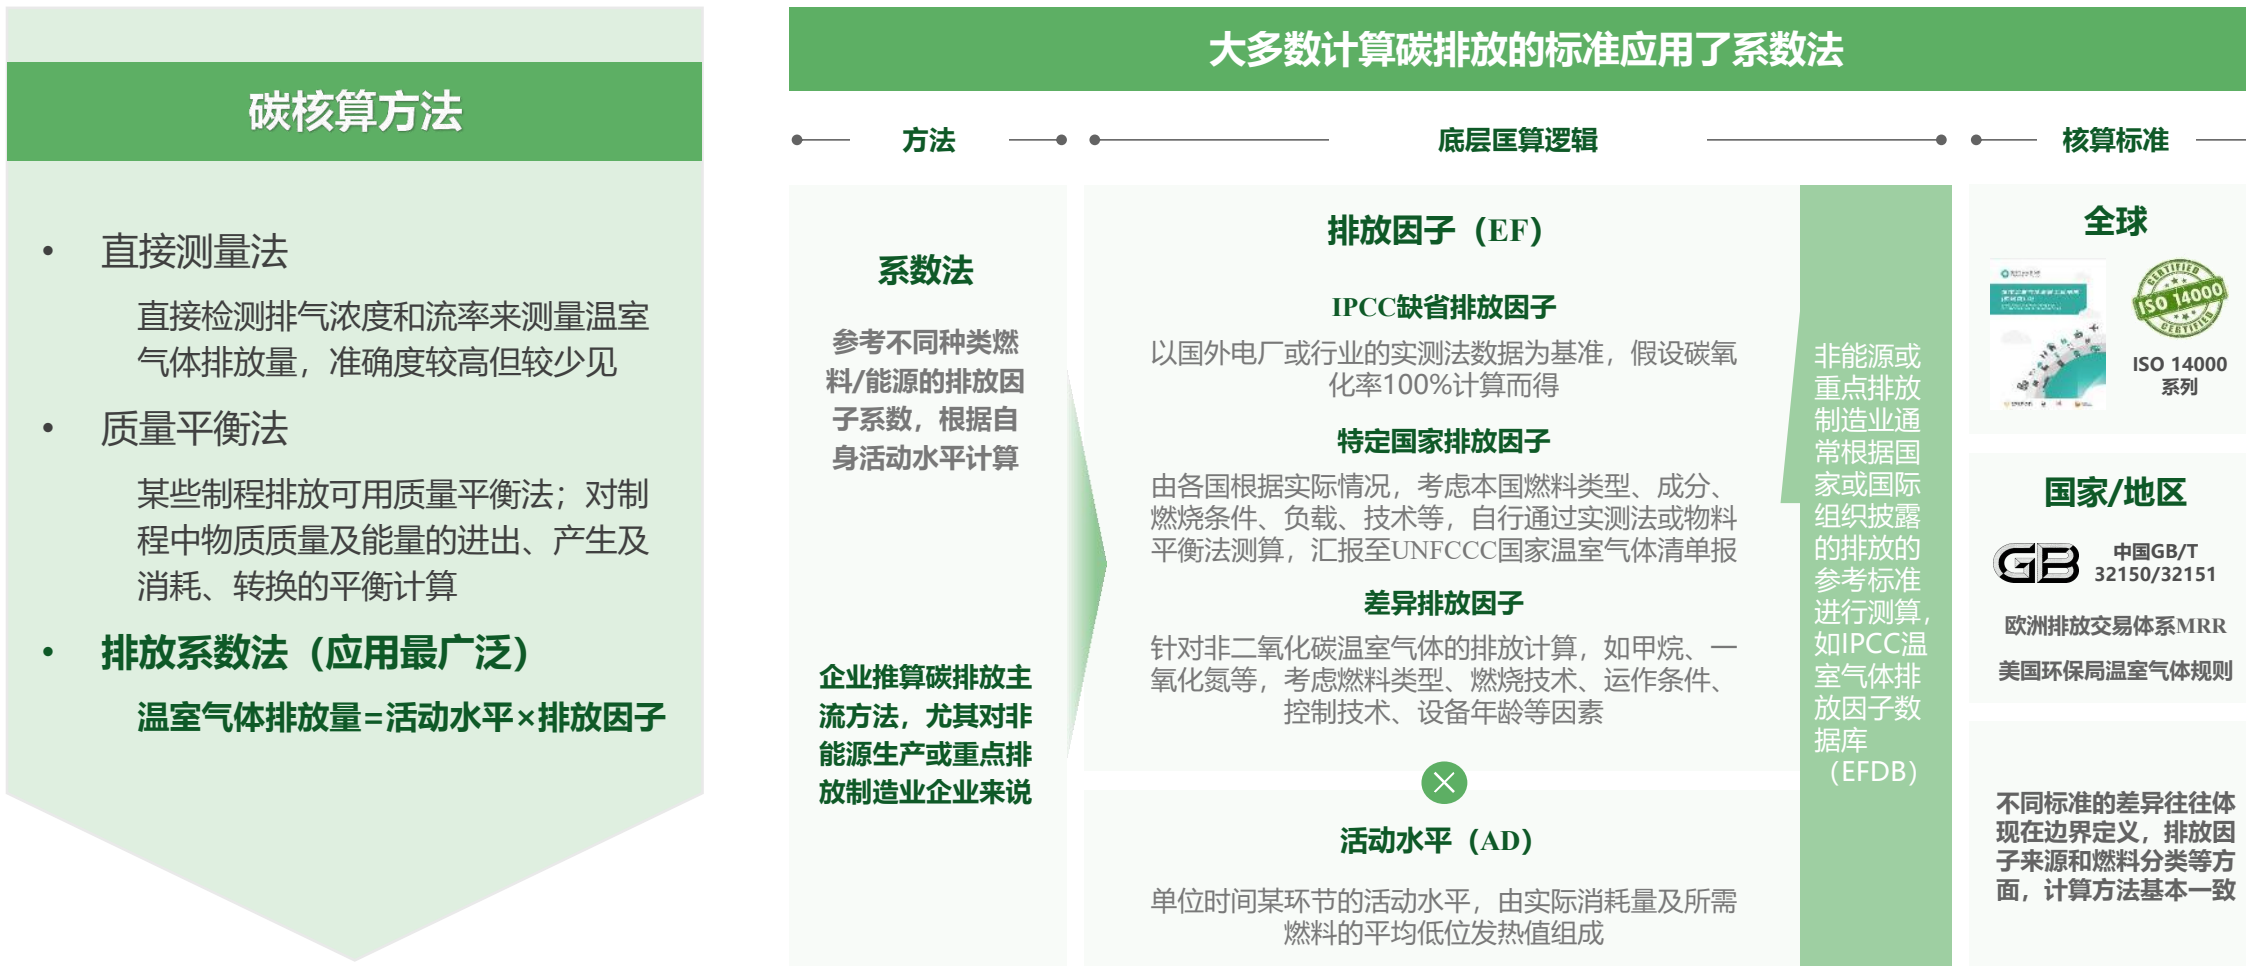 碳核算方法
• 直接测量法
直接检测排气浓度和流率来测量温室
气体排放量，准确度较高但较少见
• 质量平衡法
某些制程排放可用质量平衡法；对制
程中物质质量及能量的进出、产生及
消耗、转换的平衡计算
• 排放系数法（应用最广泛）
温室气体排放量=活动水平×排放因子
大多数计算碳排放的标准应用了系数法
方法
底层匡算逻辑
核算标准
系数法
参考不同种类燃
料/能源的排放因
子系数，根据自
身活动水平计算
企业推算碳排放主
流方法，尤其对非
能源生产或重点排
放制造业企业来说
排放因子（EF）
IPCC缺省排放因子
以国外电厂或行业的实测法数据为基准，假设碳氧
化率100%计算而得
特定国家排放因子
由各国根据实际情况，考虑本国燃料类型、成分、
燃烧条件、负载、技术等，自行通过实测法或物料
平衡法测算，汇报至UNFCCC国家温室气体清单报
差异排放因子
针对非二氧化碳温室气体的排放计算，如甲烷、一
氧化氮等，考虑燃料类型、燃烧技术、运作条件、
控制技术、设备年龄等因素
×
活动水平（AD）
单位时间某环节的活动水平，由实际消耗量及所需
燃料的平均低位发热值组成
非能源或
重点排放
制造业通
常根据国
家或国际
组织披露
的排放的
参考标准
进行测算，
如IPCC温
室气体排
放因子数
据库
（EFDB）
全球
CERTIFIED
ISO 14000
CERTIFIED
ISO 14000
系列
国家/地区
GB
中国GB/T
32150/32151
欧洲排放交易体系MRR
美国环保局温室气体规则
不同标准的差异往往体
现在边界定义，排放因
子来源和燃料分类等方
面，计算方法基本一致